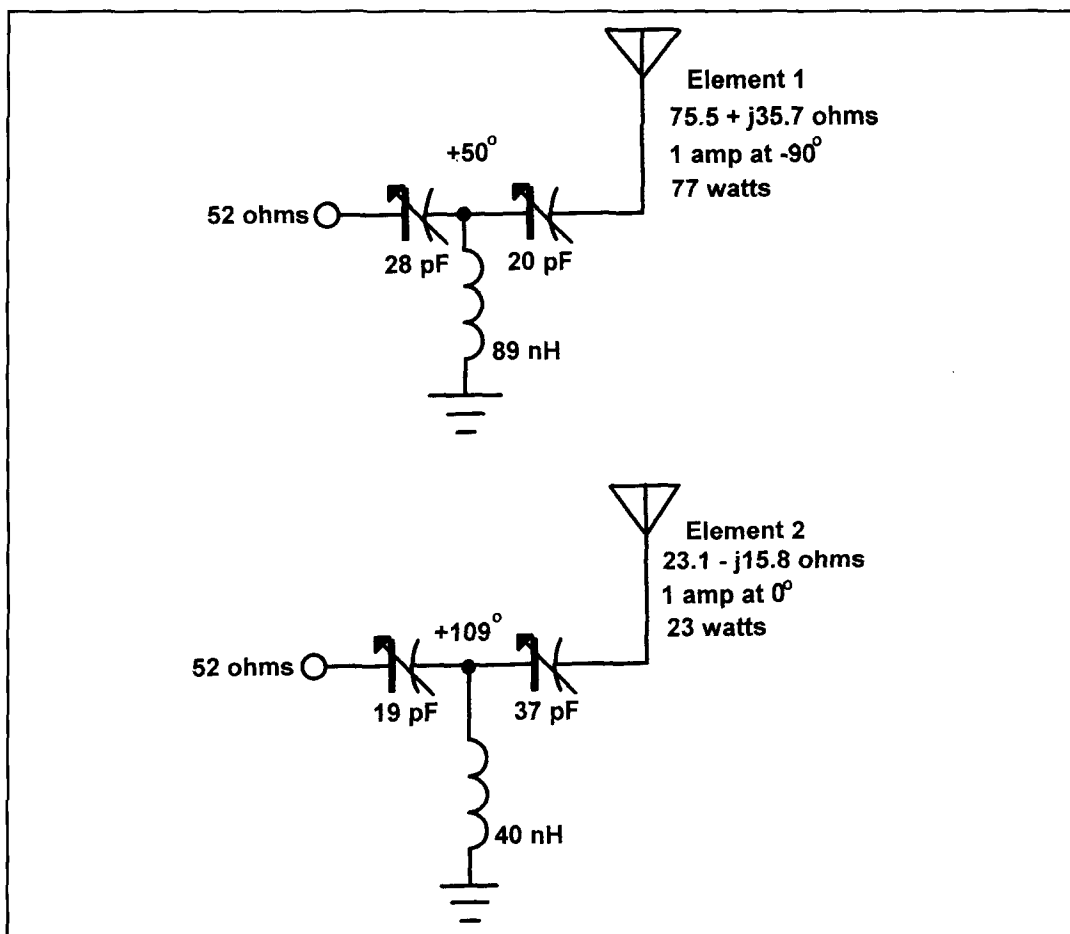 Element 1
75.5 + j35.7 ohms
1 amp at -90°
77 watts
+50°
52 ohms
28 pF
20 pF
89 nH
Element 2
23.1 - j15.8 ohms
1 amp at 0°
23 watts
+109°
52 ohms
19 pF
37 pF
40 nH